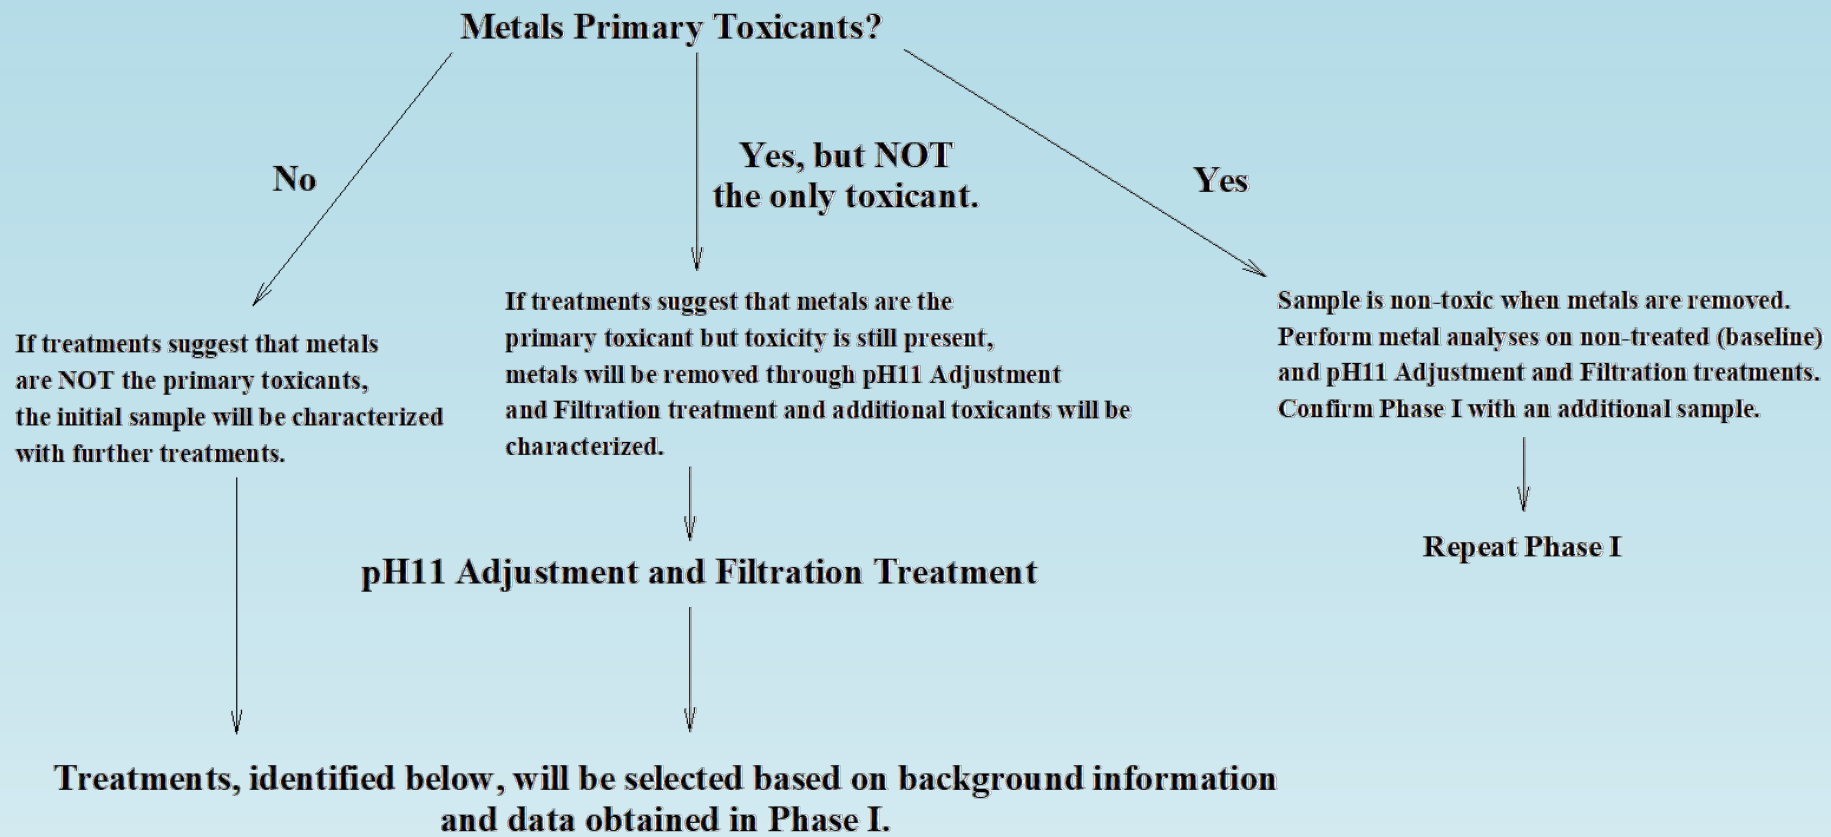 Metals Primary Toxicants?
No
Yes, but NOT
the only toxicant.
Yes
If treatments suggest that metals
are NOT the primary toxicants,
the initial sample will be characterized
with further treatments.
If treatments suggest that metals are the
primary toxicant but toxicity is still present,
metals will be removed through pH11 Adjustment
and Filtration treatment and additional toxicants will be
characterized.
Sample is non-toxic when metals are removed.
Perform metal analyses on non-treated (baseline)
and pH11 Adjustment and Filtration treatments.
Confirm Phase I with an additional sample.
Repeat Phase I
pH11 Adjustment and Filtration Treatment
Treatments, identified below, will be selected based on background information
and data obtained in Phase I.